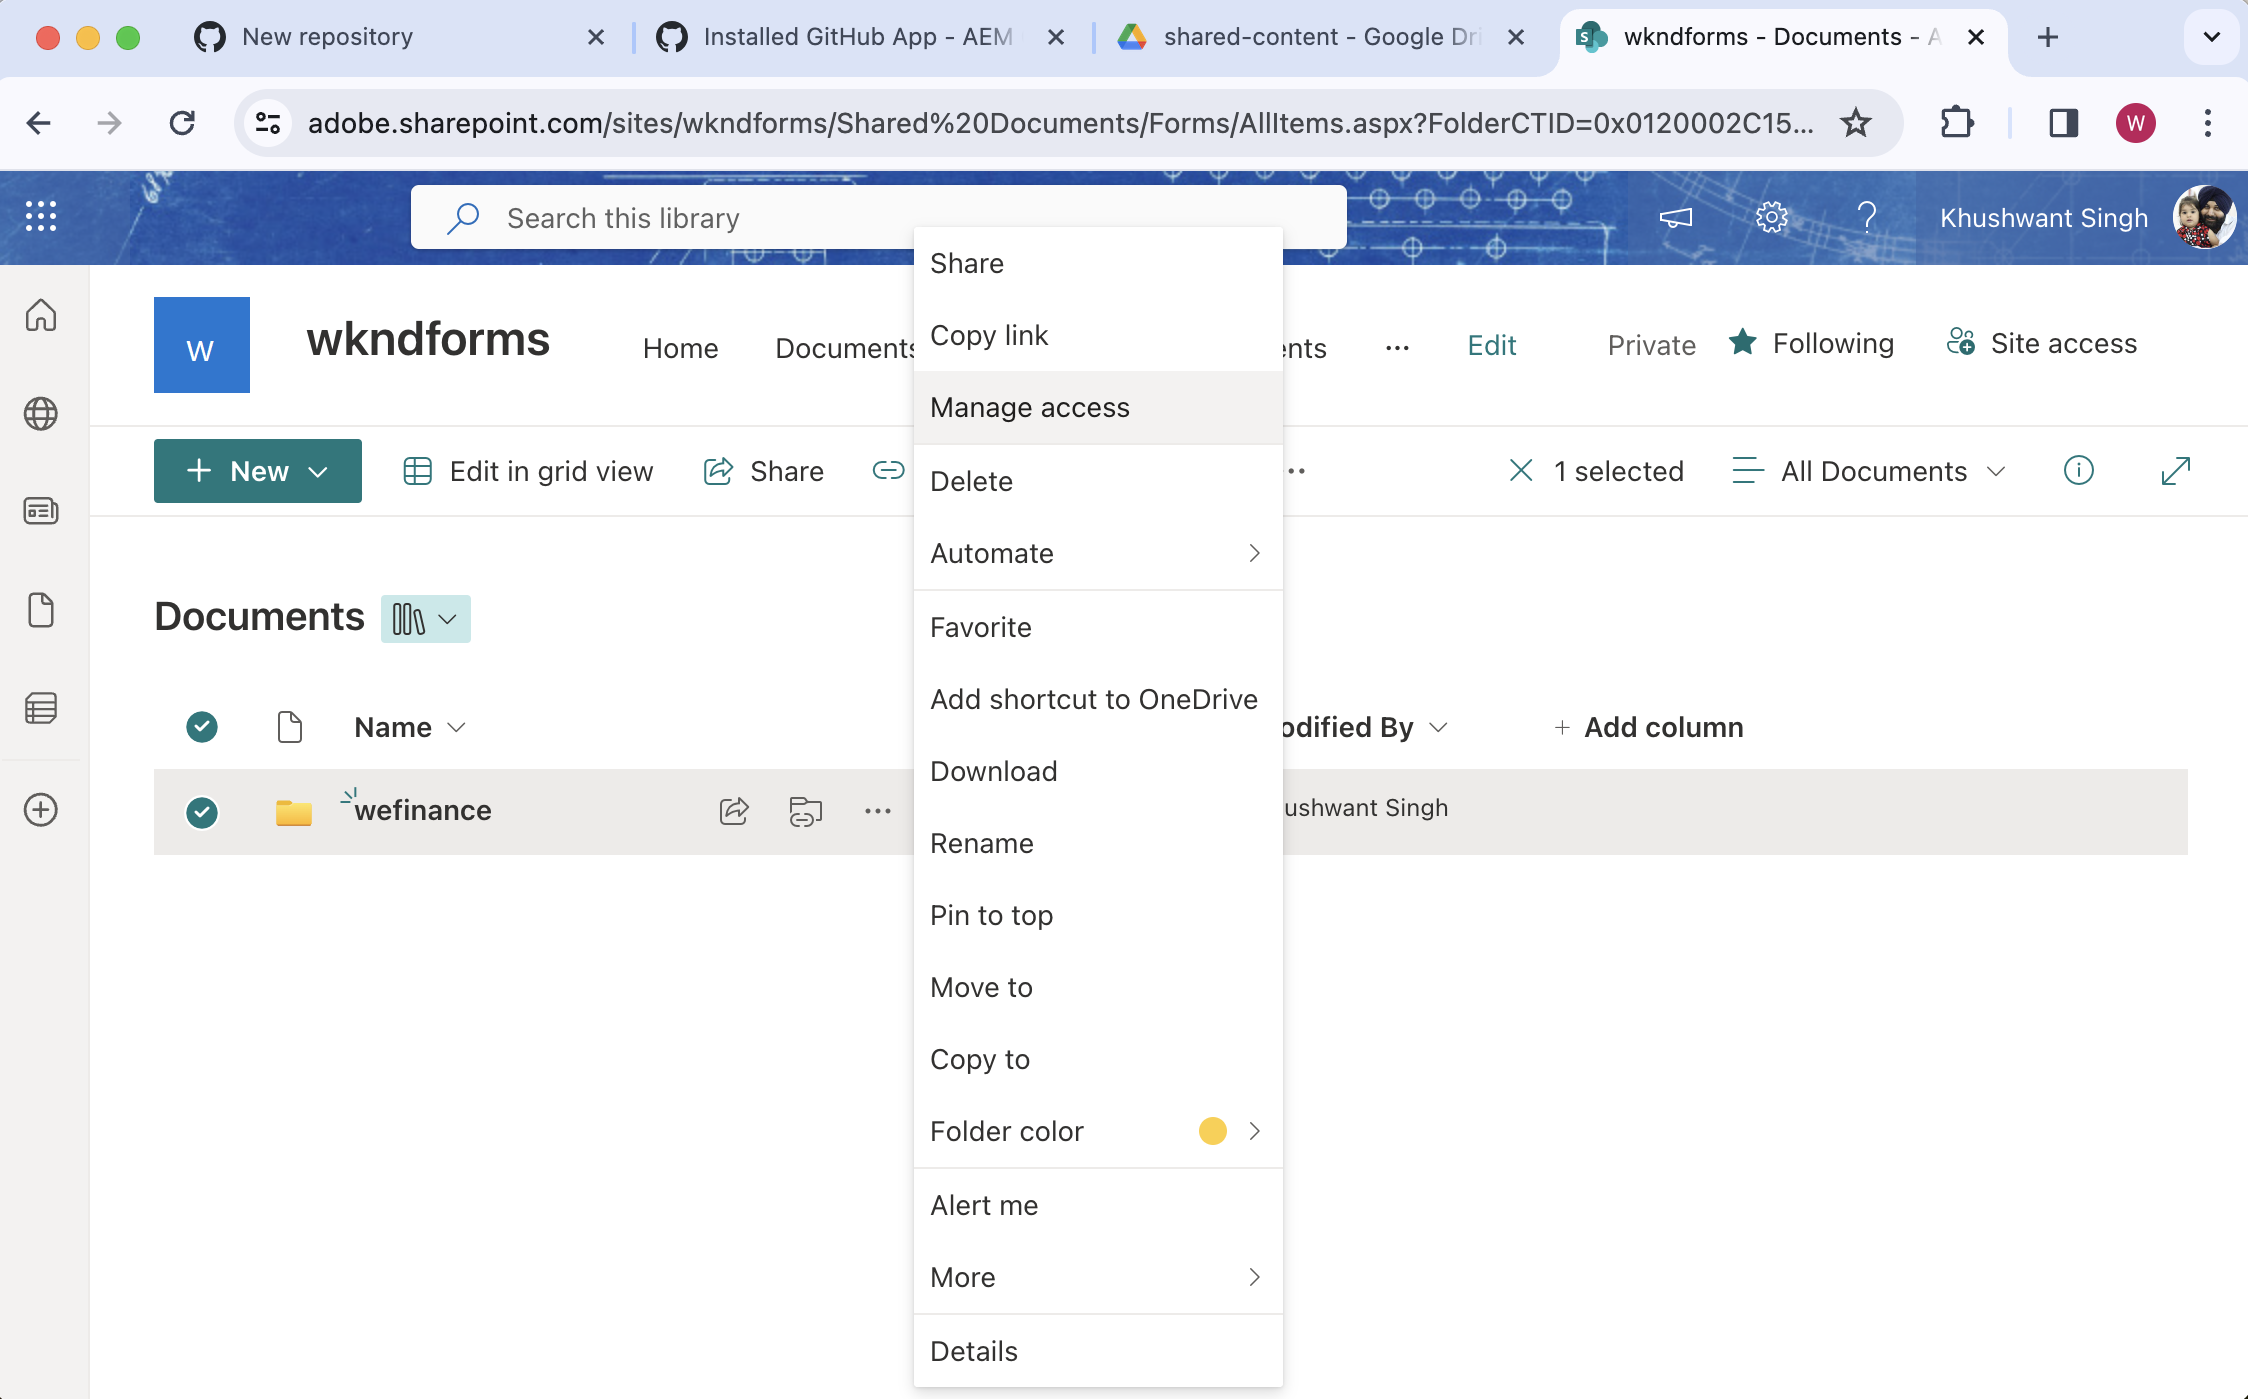 New repository
Installed GitHub App - AEM
shared-content - Google Dri
wkndforms - Documents - A
adobe.sharepoint.com/sites/wkndforms/Shared%20Documents/Forms/AllItems.aspx?FolderCTID=0x0120002C15...
W
Search this library
Khushwant Singh
W
wkndforms
Home
Documents
ents
Edit
Private
Following
Site access
New
Edit in grid view
Share
1 selected
All Documents
Documents
Name
odified By
Add column
wefinance
ushwant Singh
Share
Copy link
Manage access
Delete
Automate
Favorite
Add shortcut to OneDrive
Download
Rename
Pin to top
Move to
Copy to
Folder color
Alert me
More
Details